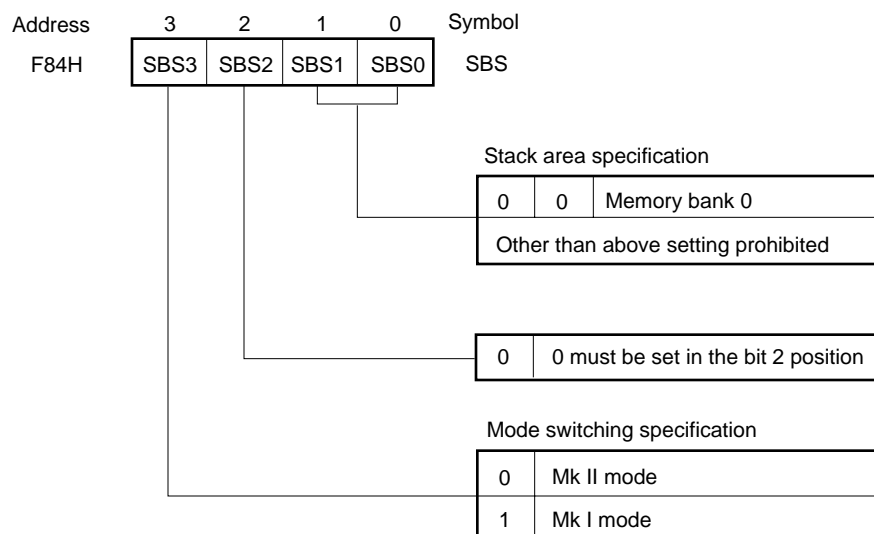 Address 3 2 1 0 Symbol
F84H SBS3 SBS2 SBS1 SBS0 SBS
Stack area specification
0 0 Memory bank 0
Other than above setting prohibited
0 0 must be set in the bit 2 position
Mode switching specification
0 Mk II mode
1 Mk I mode